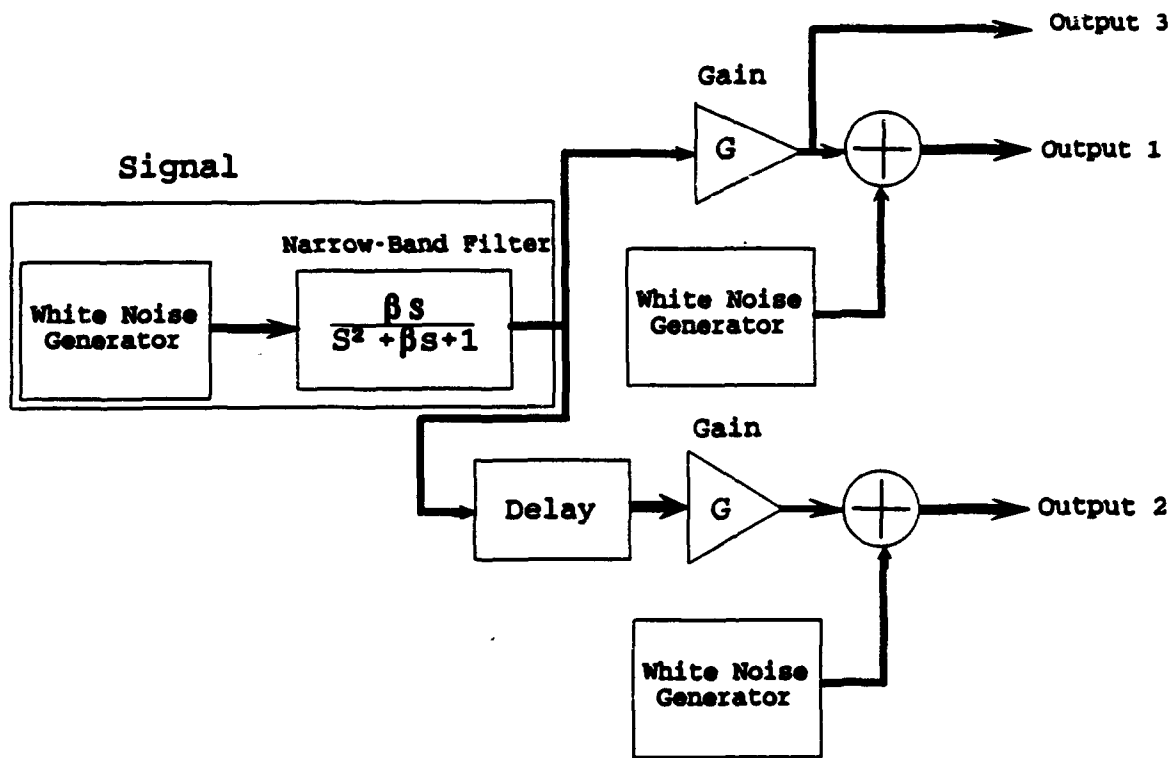 Output 3
Gain
G
Output 1
Signal
Narrow-Band Filter
White Noise
Generator
βS
S² +βs+1
White Noise
Generator
Gain
Delay
G
Output 2
White Noise
Generator